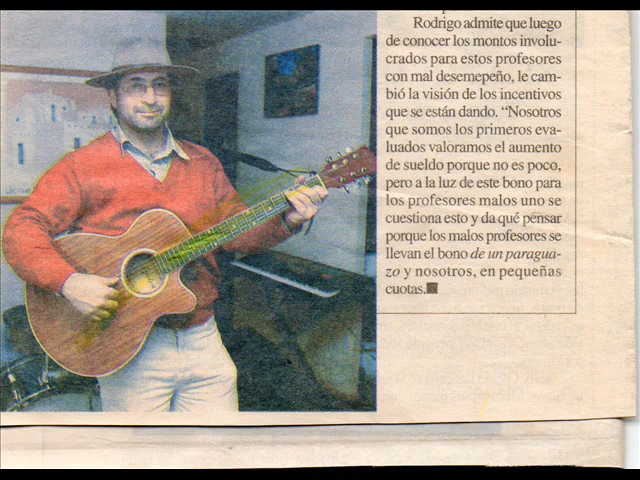 Rodrigo admite que luego
de conocer los montos involu-
crados para estos profesores
con mal desemepeño, le cam-
bió la visión de los incentivos
que se están dando. “Nosotros
que somos los primeros eva-
luados valoramos el aumento
de sueldo porque no es poco,
pero a la luz de este bono para
los profesores malos uno se
cuestiona esto y da qué pensar
porque los malos profesores se
llevan el bono de un paragua-
zo y nosotros, en pequeñas
cuotas.